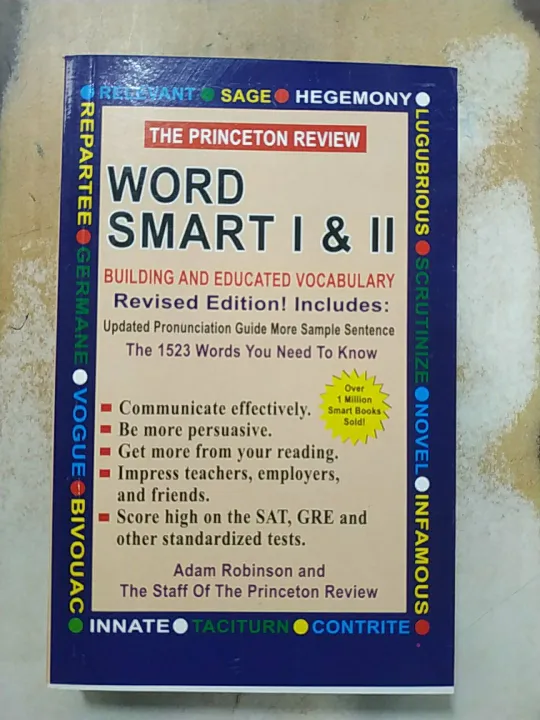 RELEVANT SAGE HEGEMONY
THE PRINCETON REVIEW
WORD
SMART I & II
BUILDING AND EDUCATED VOCABULARY
Revised Edition! Includes:
Updated Pronunciation Guide More Sample Sentence
The 1523 Words You Need To Know
Over
1 Million
Smart Books
Sold!
Communicate effectively.
Be more persuasive.
Get more from your reading.
Impress teachers, employers,
and friends.
Score high on the SAT, GRE and
other standardized tests.
Adam Robinson and
The Staff Of The Princeton Review
REPARTEE GERMANE VOGUE BIVOUAC
LUGUBRIOUS SCRUTINIZE NOVEL INFAMOUS
INNATE TACITURN CONTRITE